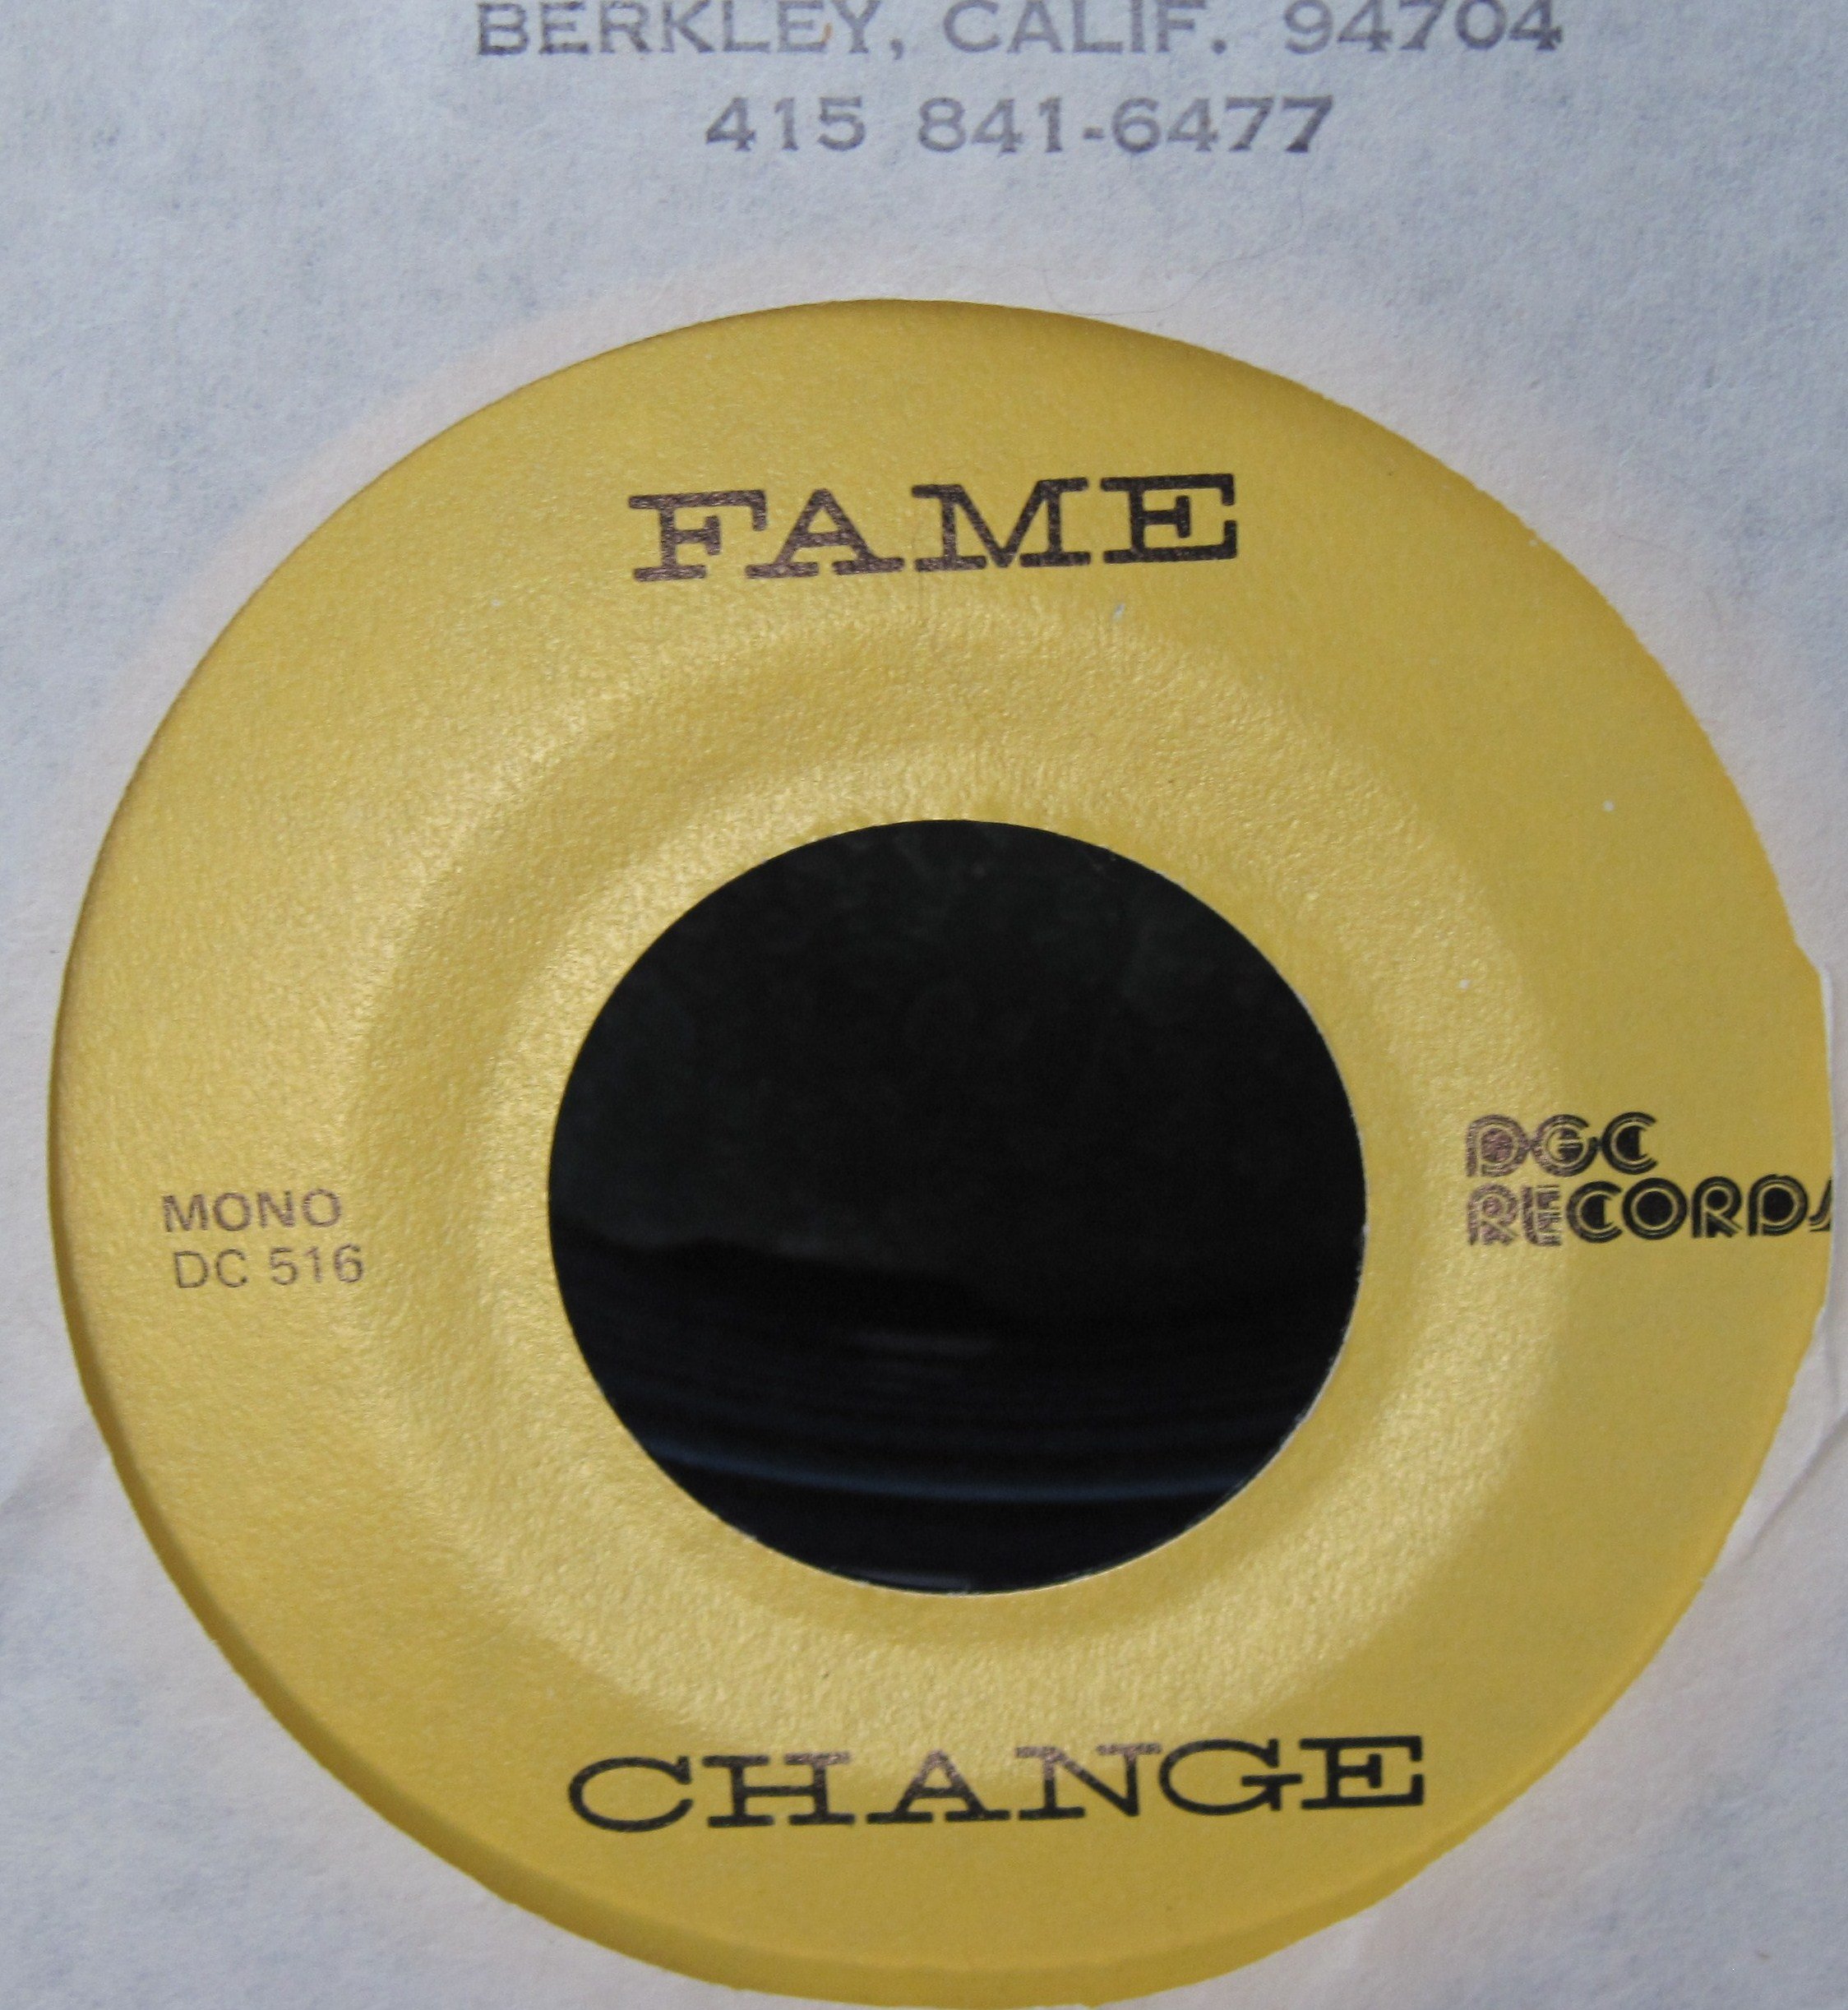 BERKLEY, CALIF. 94704
415 841-6477
FAME
MONO
DC 516
DGC
RECORDS
CHANGE